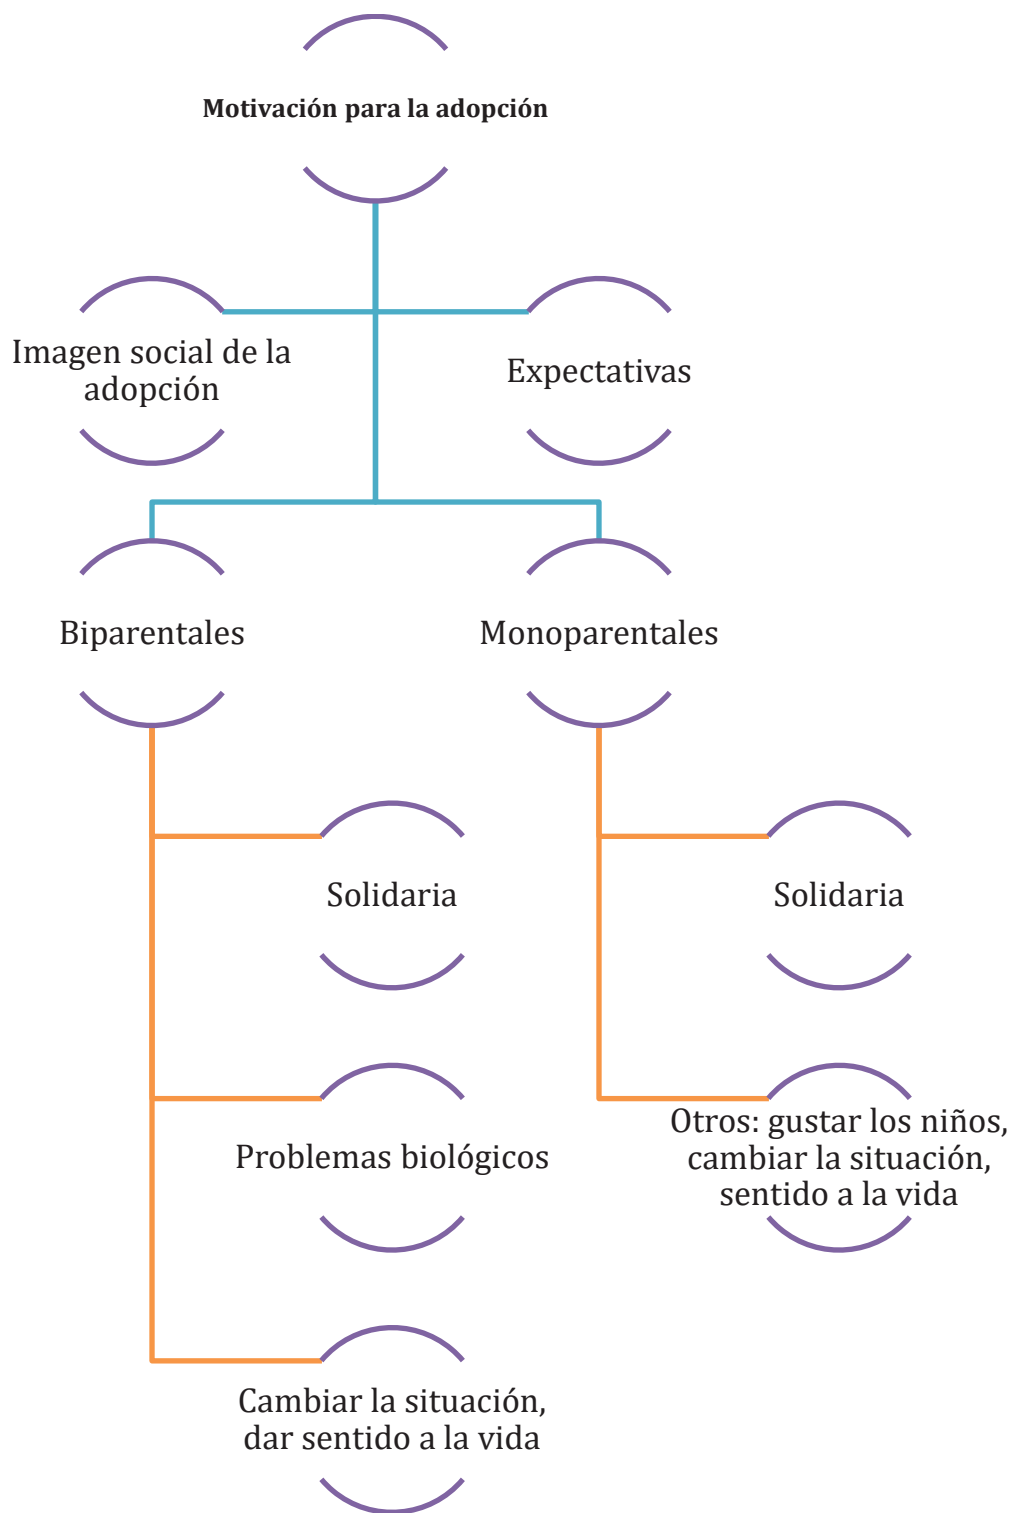 Motivación para la adopción
Imagen social de la
adopción
Expectativas
Biparentales
Monoparentales
Solidaria
Solidaria
Problemas biológicos
Otros: gustar los niños,
cambiar la situación,
sentido a la vida
Cambiar la situación,
dar sentido a la vida